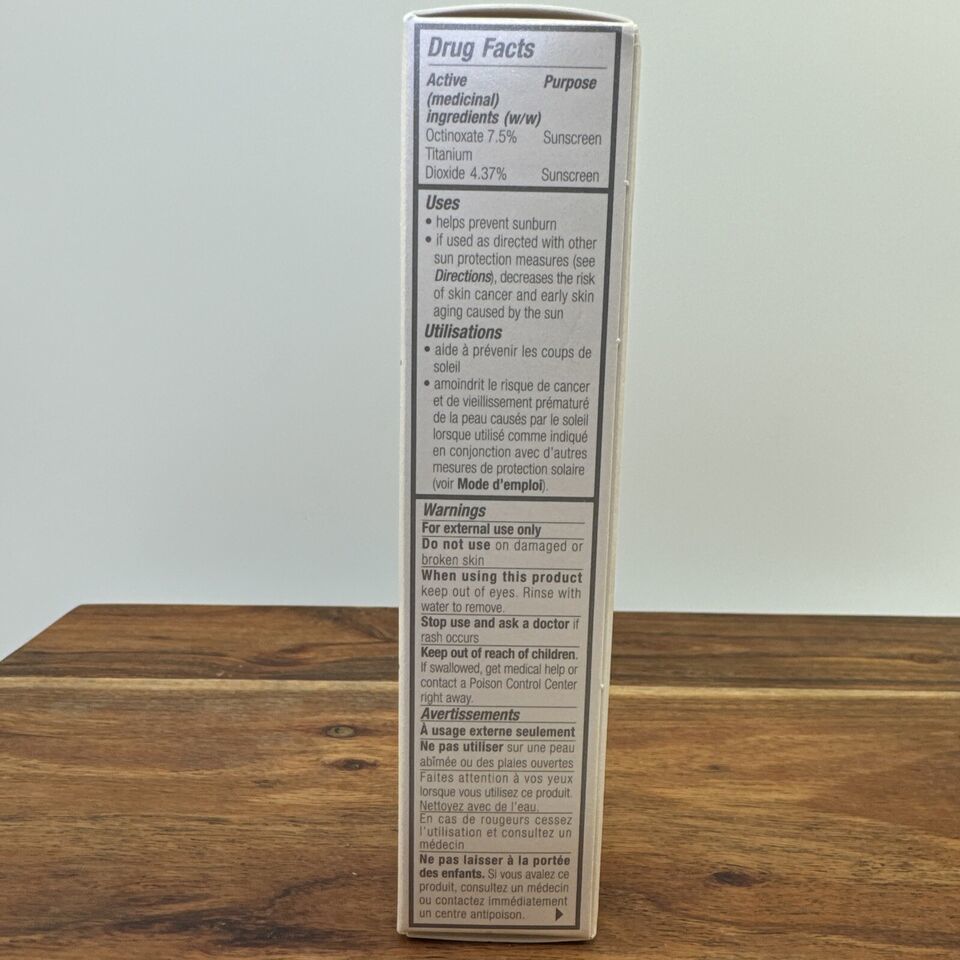 Drug Facts
Active Purpose
(medicinal)
ingredients (w/w)
Octinoxate 7.5% Sunscreen
Titanium
Dioxide 4.37% Sunscreen
Uses
• helps prevent sunburn
• if used as directed with other
sun protection measures (see
Directions), decreases the risk
of skin cancer and early skin
aging caused by the sun
Utilisations
• aide à prévenir les coups de
soleil
• amoindrit le risque de cancer
et de vieillissement prématuré
de la peau causés par le soleil
lorsque utilisé comme indiqué
en conjonction avec d'autres
mesures de protection solaire
(voir Mode d'emploi).
Warnings
For external use only
Do not use on damaged or
broken skin
When using this product
keep out of eyes. Rinse with
water to remove.
Stop use and ask a doctor if
rash occurs
Keep out of reach of children.
If swallowed, get medical help or
contact a Poison Control Center
right away.
Avertissements
À usage externe seulement
Ne pas utiliser sur une peau
abîmée ou des plaies ouvertes
Faites attention à vos yeux
lorsque vous utilisez ce produit.
Nettoyez avec de l'eau.
En cas de rougeurs cessez
l'utilisation et consultez un
médecin
Ne pas laisser à la portée
des enfants. Si vous avalez ce
produit, consultez un médecin
ou contactez immédiatement
un centre antipoison.